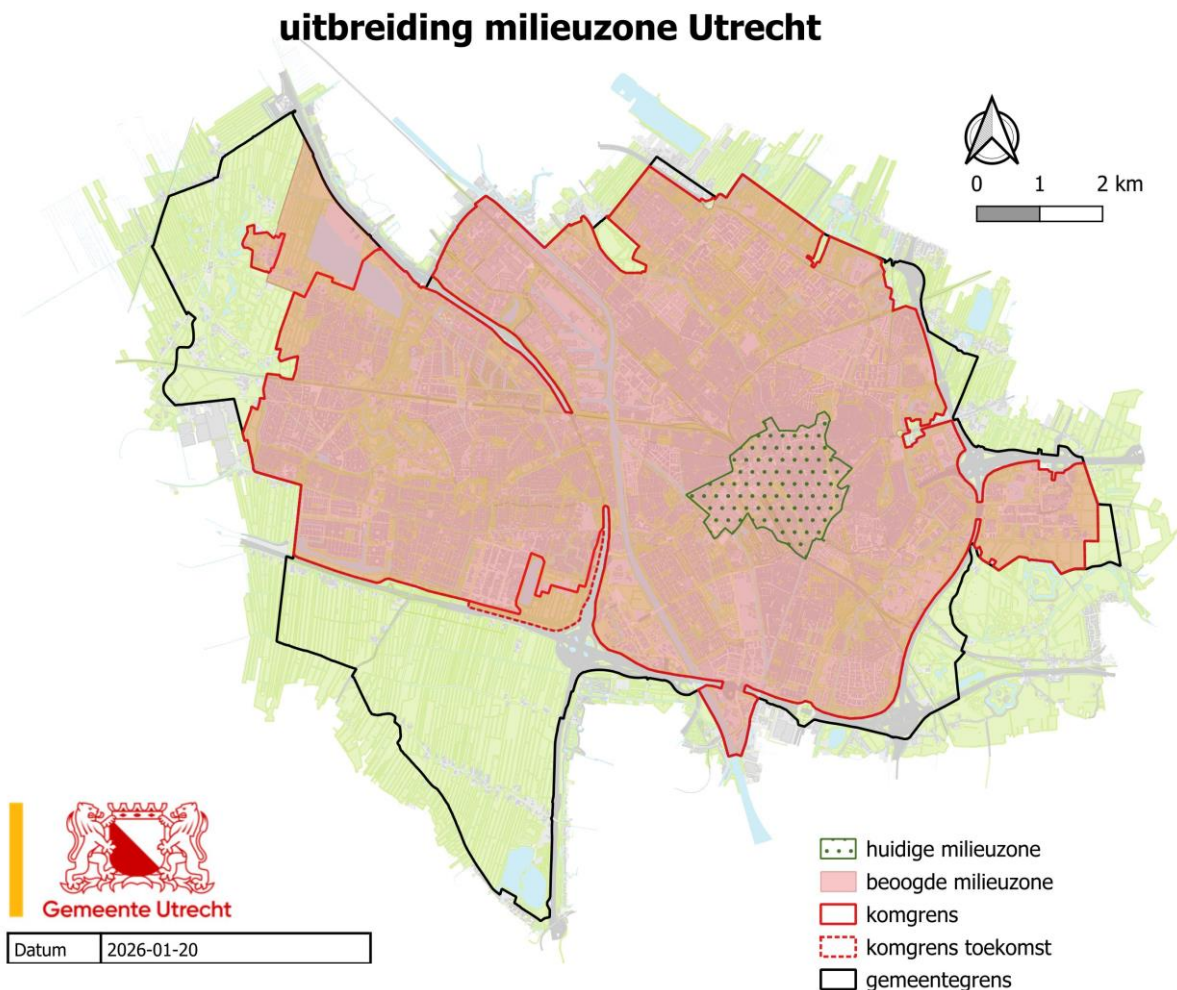 uitbreiding milieuzone Utrecht
0 1 2 km
huidige milieuzone
beoogde milieuzone
komgrens
komgrens toekomst
gemeentegrens
Gemeente Utrecht
Datum 2026-01-20